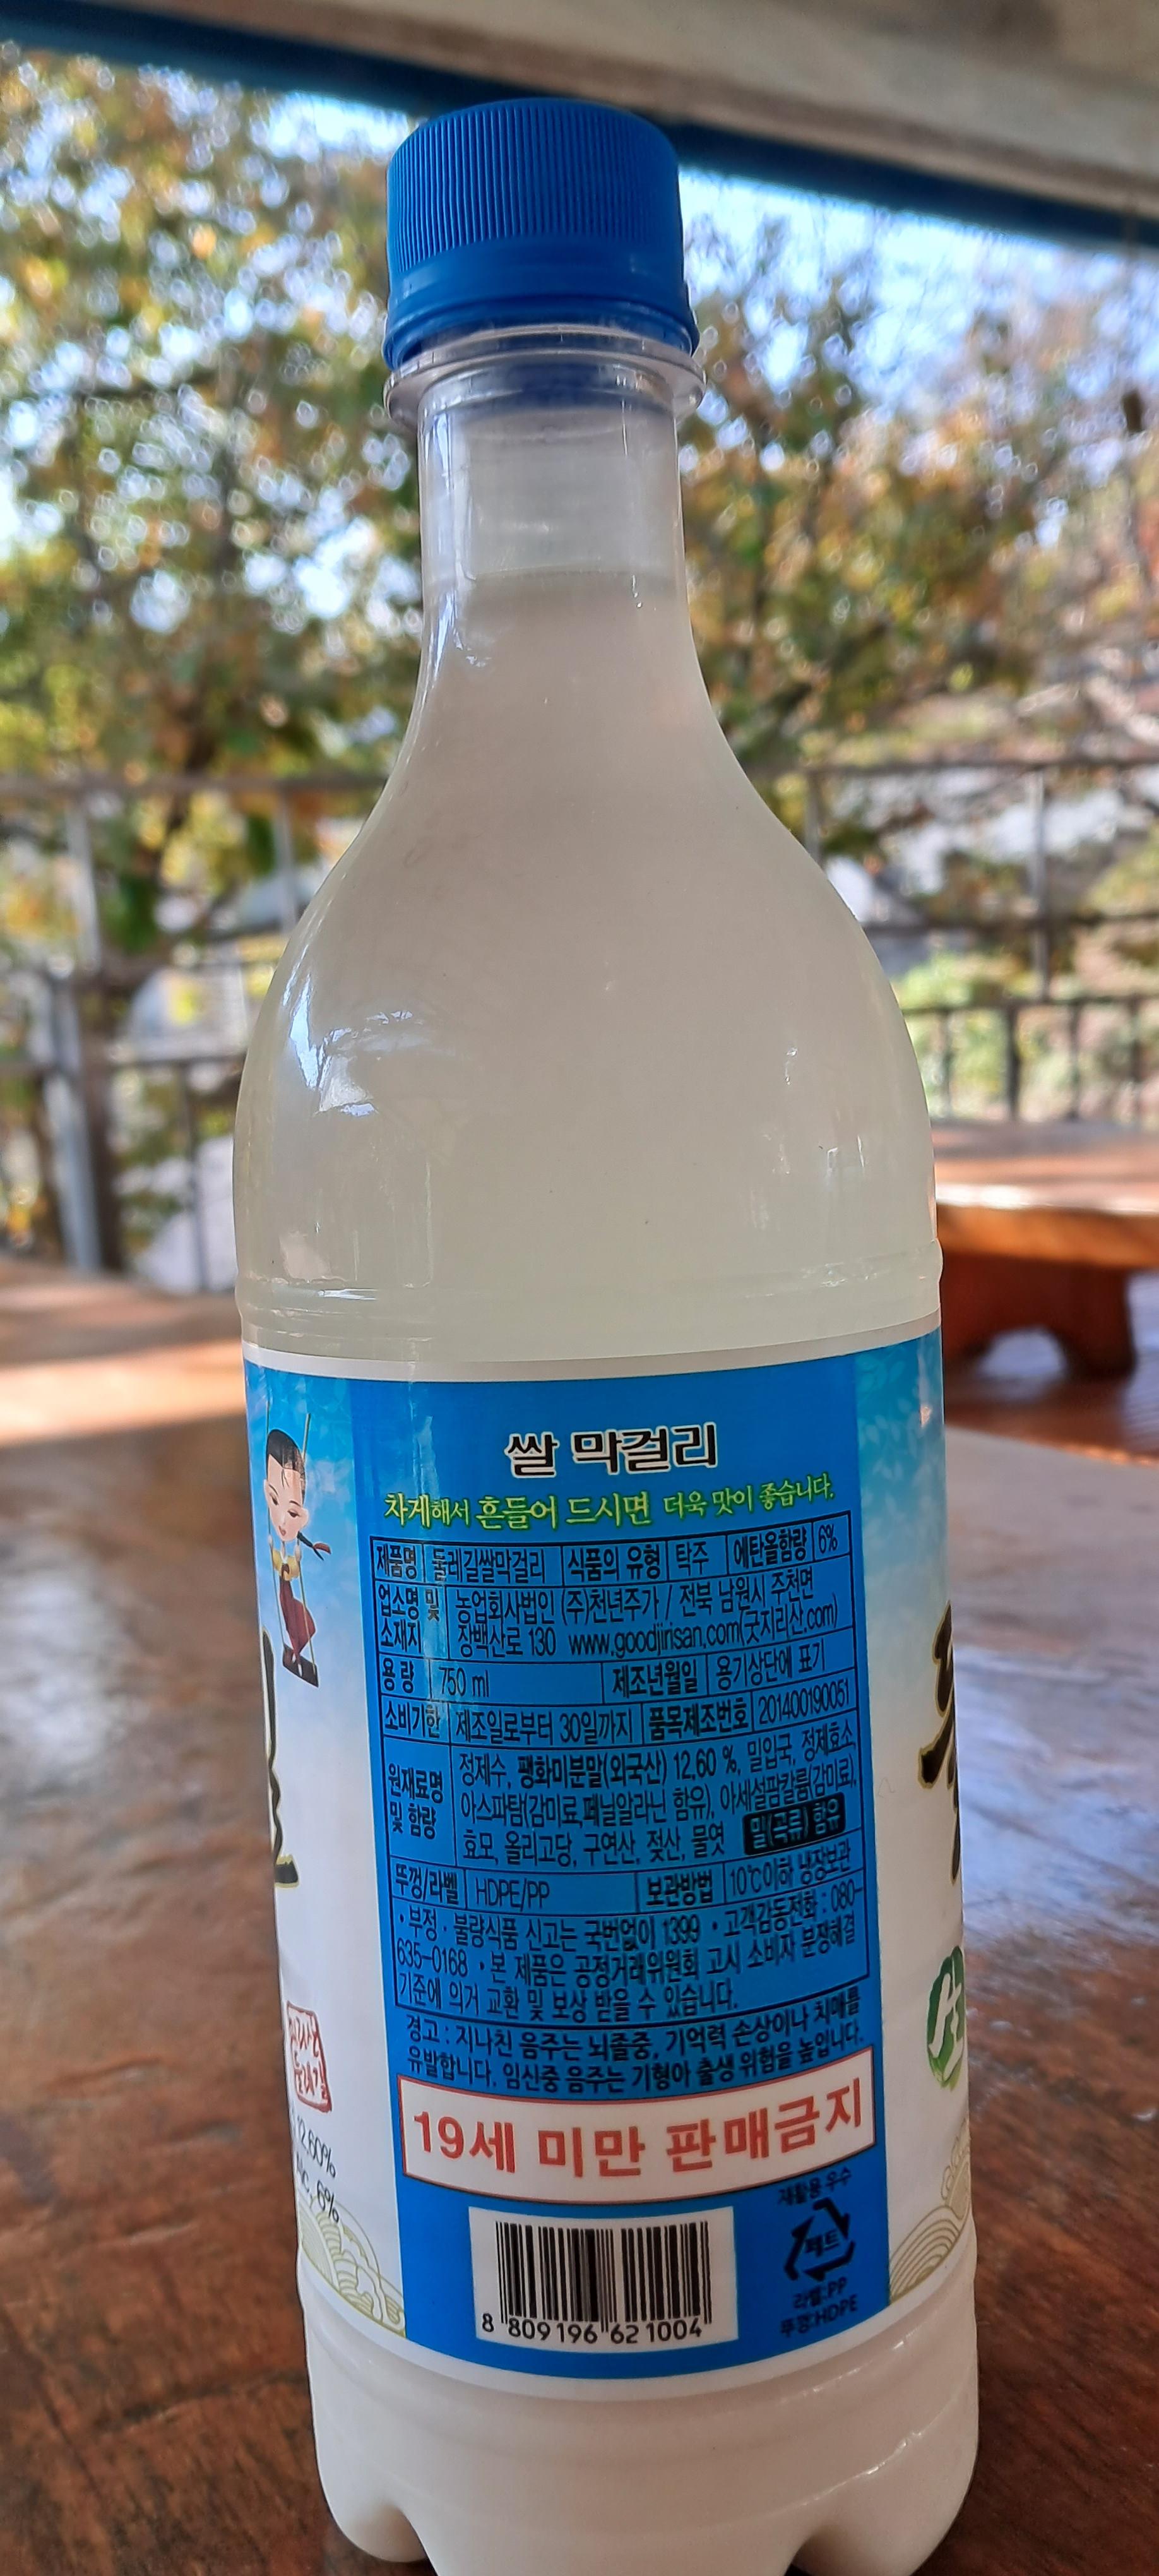 쌀 막걸리
차게해서 흔들어 드시면 더욱 맛이 좋습니다.
제품명 둘레길쌀막걸리 식품의 유형 탁주 에탄올함량 6%
업소명 및 소재지 농업회사법인 (주)천년주가 / 전북 남원시 주천면
장백산로 130 www.goodjirisan.com(굿지리산.com)
용량 750 ml 제조년월일 용기상단에 표기
소비기한 제조일로부터 30일까지 품목제조번호 201400190051
원재료명 및 함량 정제수, 팽화미분말(외국산) 12.60 %, 밀입국, 정제효소,
아스파탐(감미료,페닐알라닌 함유), 아세설팜칼륨(감미료),
효모, 올리고당, 구연산, 젖산, 물엿 밀(곡류) 함유
뚜껑/라벨 HDPE/PP 보관방법 10℃이하 냉장보관
·부정·불량식품 신고는 국번없이 1399 ·고객감동전화 : 080-
635-0168 ·본 제품은 공정거래위원회 고시 소비자 분쟁해결
기준에 의거 교환 및 보상 받을 수 있습니다.
경고 : 지나친 음주는 뇌졸중, 기억력 손상이나 치매를
유발합니다. 임신중 음주는 기형아 출생 위험을 높입니다.
19세 미만 판매금지
재활용 우수
페트
라벨:PP
뚜껑:HDPE
8 809196 621004
12.60%
6%
지리산
둘레길